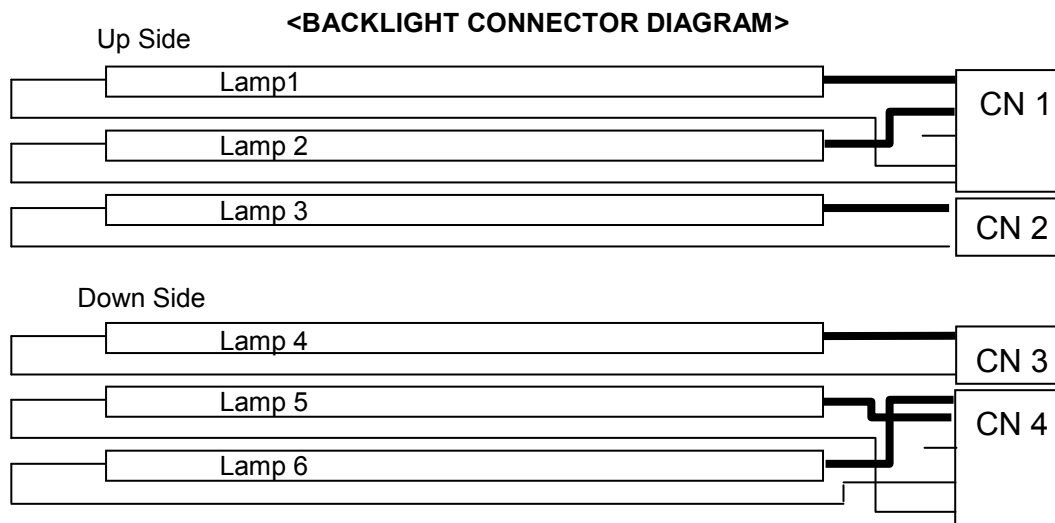 <BACKLIGHT CONNECTOR DIAGRAM>
Up Side
Lamp1
CN 1
Lamp 2
Lamp 3
CN 2
Down Side
Lamp 4
CN 3
Lamp 5
CN 4
Lamp 6